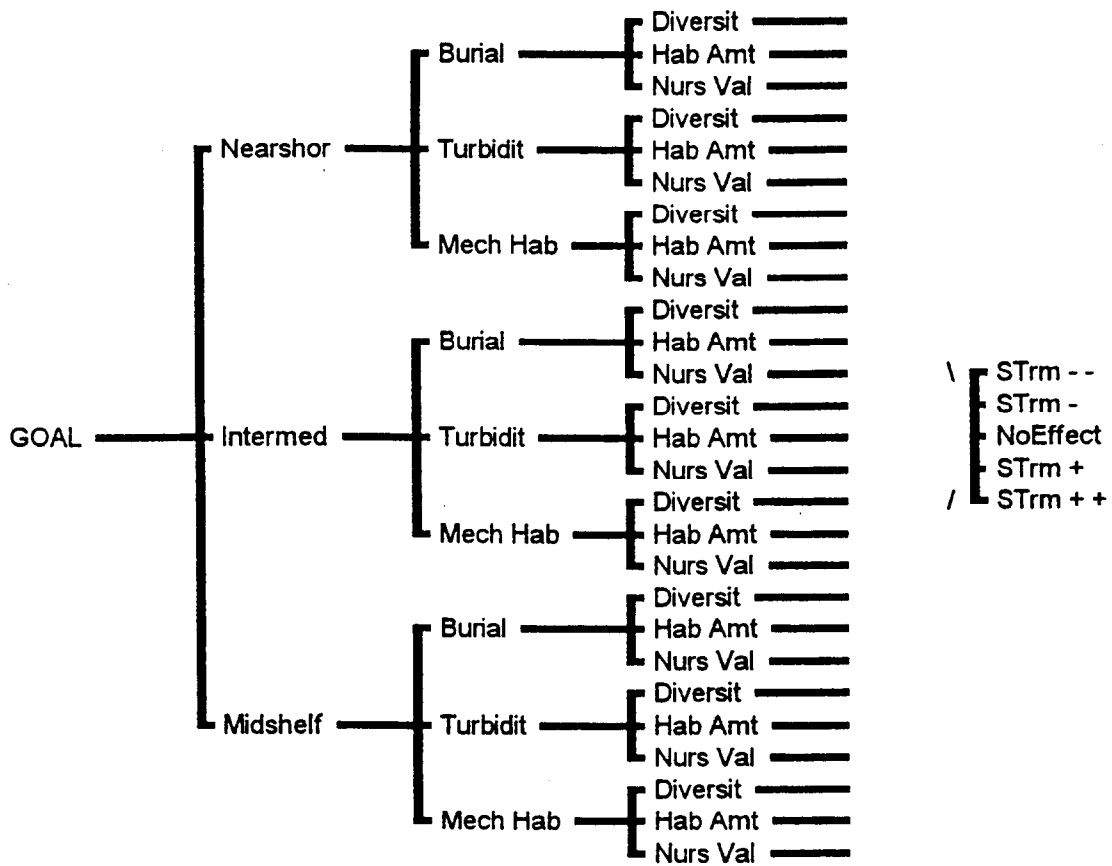 Diversit
Burial Hab Amt
Nurs Val
Diversit
Nearshor Turbidit Hab Amt
Nurs Val
Diversit
Mech Hab Hab Amt
Nurs Val
Diversit
Burial Hab Amt
Nurs Val \ STrm - -
Diversit STrm -
GOAL Intermed Turbidit Hab Amt NoEffect
Nurs Val STrm +
Diversit / STrm + +
Mech Hab Hab Amt
Nurs Val
Diversit
Burial Hab Amt
Nurs Val
Diversit
Midshelf Turbidit Hab Amt
Nurs Val
Diversit
Mech Hab Hab Amt
Nurs Val